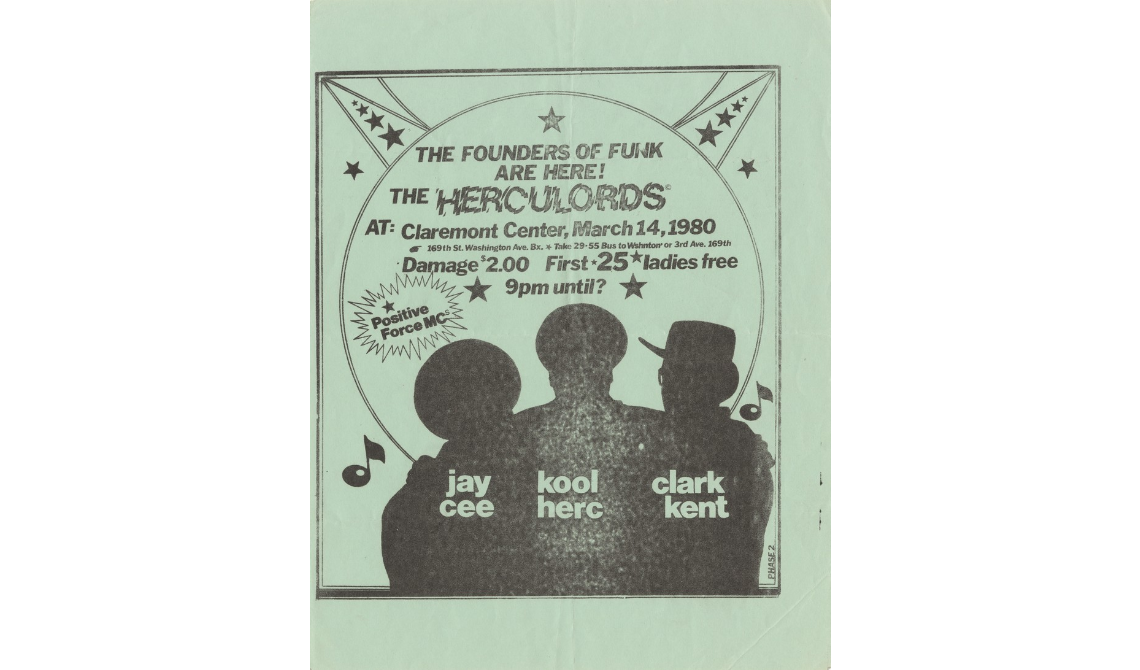 THE FOUNDERS OF FUNK
ARE HERE!
THE HERCULORDS©
AT: Claremont Center, March 14, 1980
169th St. Washington Ave. Bx. * Take 29-55 Bus to Wshnton or 3rd Ave. 169th
Damage $2.00 First 25 ladies free
9pm until?
Positive
Force MC©
jay
cee
kool
herc
clark
kent
PHASE 2